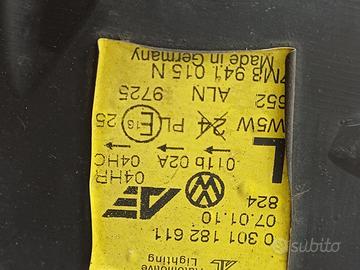 Automotive
Lighting
0 301 182 611
07.01.10
824
04HR
L 011b 02A 04HC
W5W 24 PL E13 25
652 ALN 9725
7M3 941 015 N
Made in Germany
subito